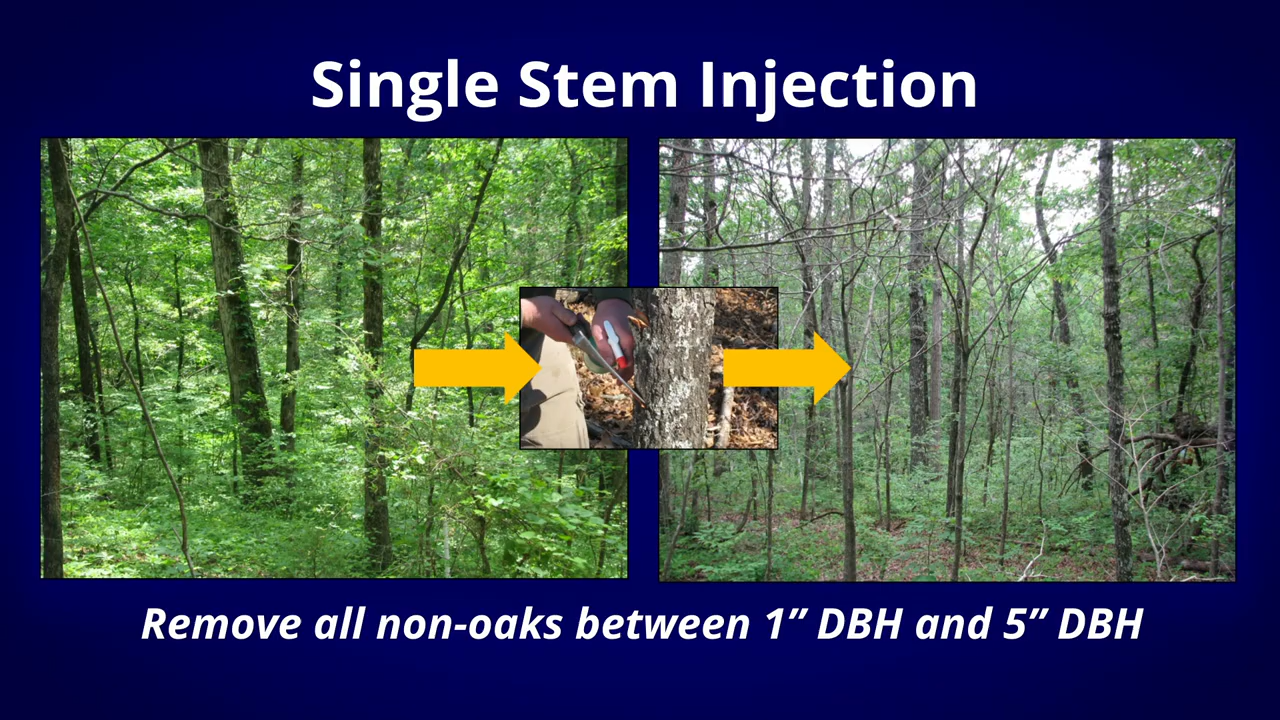 Single Stem Injection
Remove all non-oaks between 1” DBH and 5” DBH